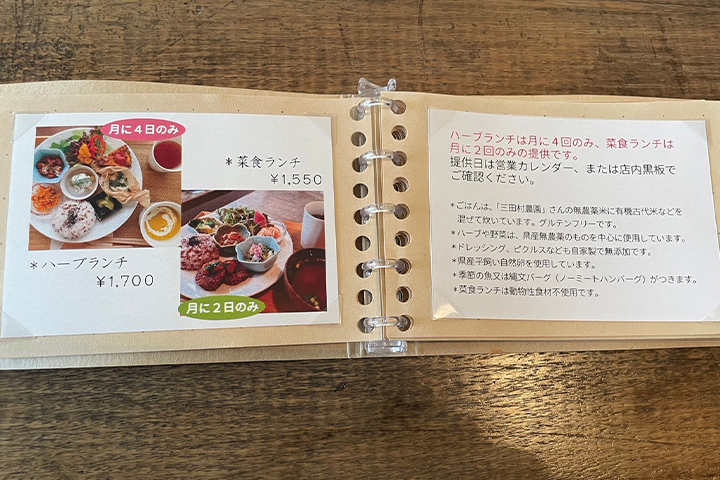 月に４日のみ
＊菜食ランチ
¥1,550
＊ハーブランチ
¥1,700
月に２日のみ
ハーブランチは月に４回のみ、菜食ランチは
月に２回のみの提供です。
提供日は営業カレンダー、または店内黒板で
ご確認ください。
＊ごはんは、「三田村農園」さんの無農薬米に有機古代米などを
混ぜて炊いています。グルテンフリーです。
＊ハーブや野菜は、県産無農薬のものを中心に使用しています。
＊ドレッシング、ピクルスなども自家製で無添加です。
＊県産平飼い自然卵を使用しています。
＊季節の魚又は縄文バーグ（ノーミートハンバーグ）がつきます。
＊菜食ランチは動物性食材不使用です。